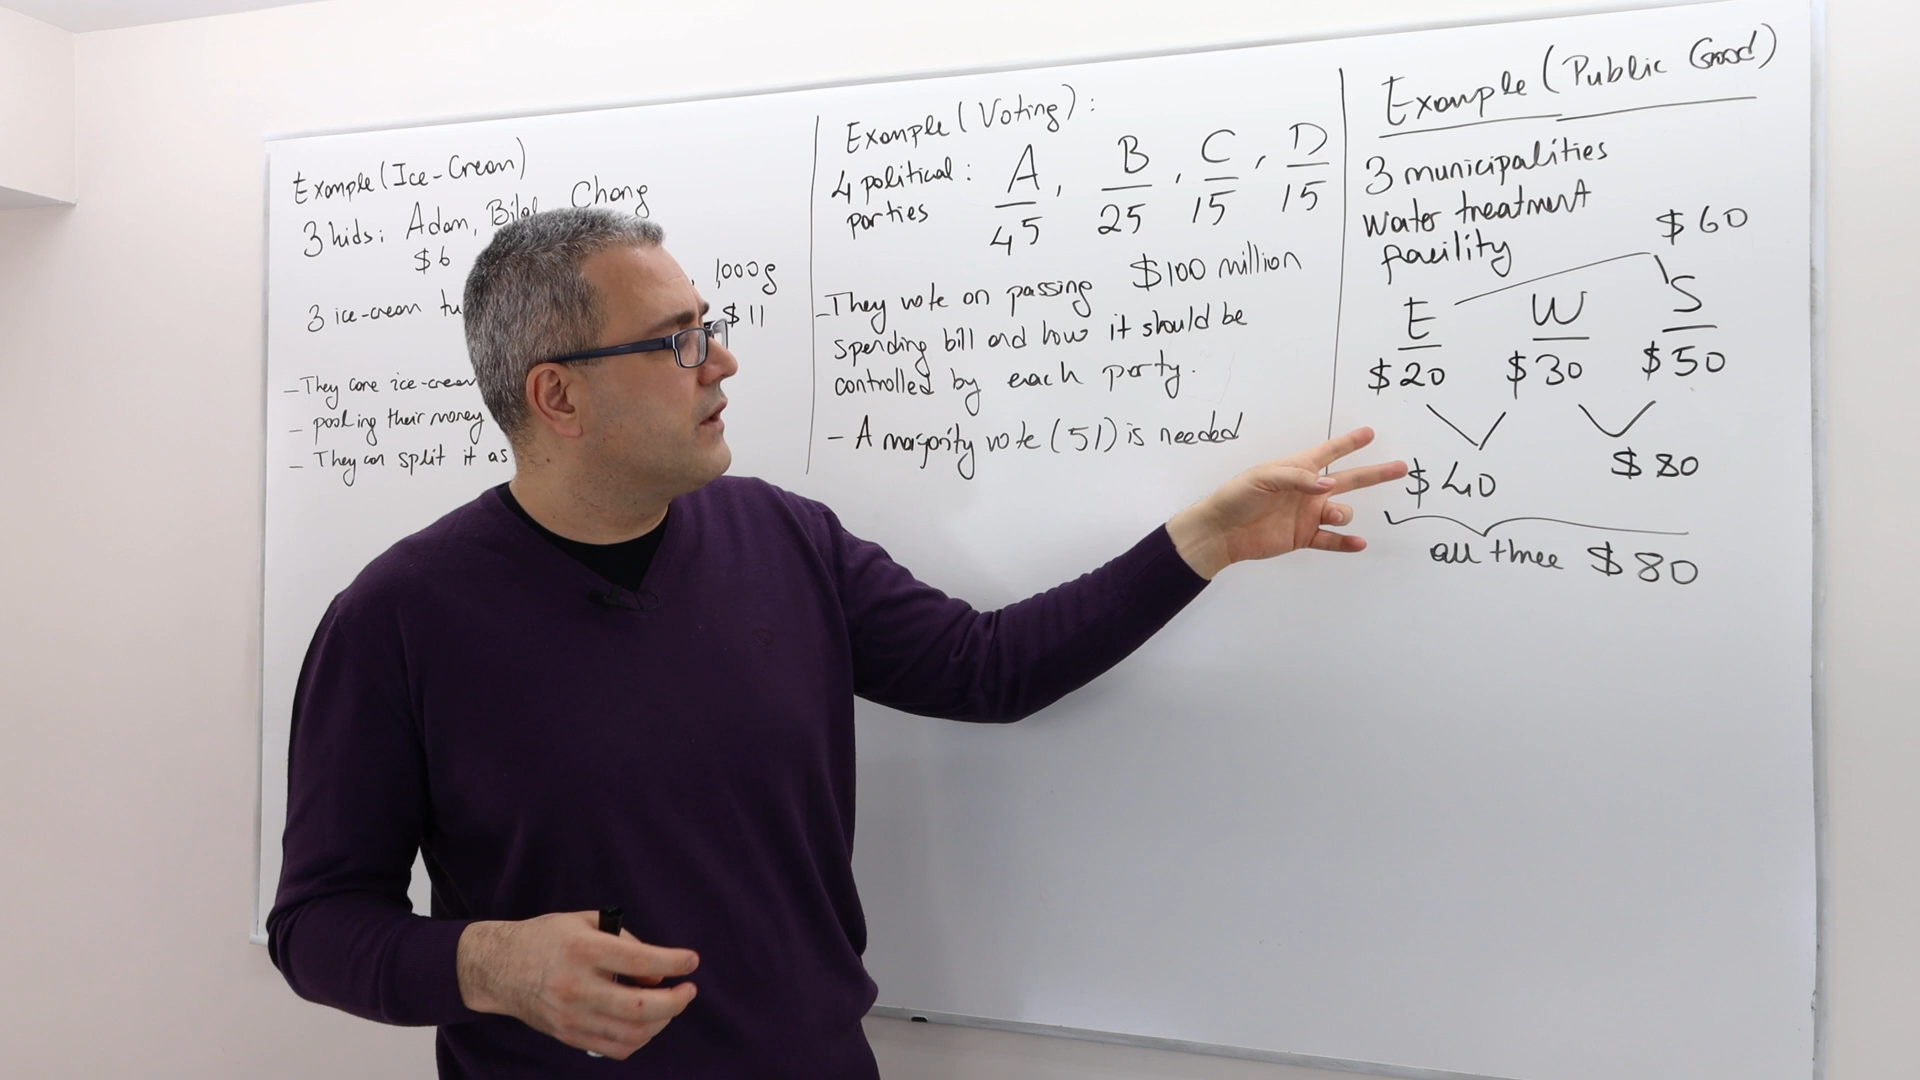 Example (Ice-Cream)
3 kids: Adam, Bilal, Chang
$6
1,000g
3 ice-cream tu
$11
- They care ice-cream
- pooling their money
- They can split it as
Example (Voting):
4 political parties: A, B, C, D
45 25 15 15
- They vote on passing $100 million
spending bill and how it should be
controlled by each party.
- A majority vote (51) is needed
Example (Public Good)
3 municipalities
water treatment
facility
$60
E W S
$20 $30 $50
$40 $80
all three $80